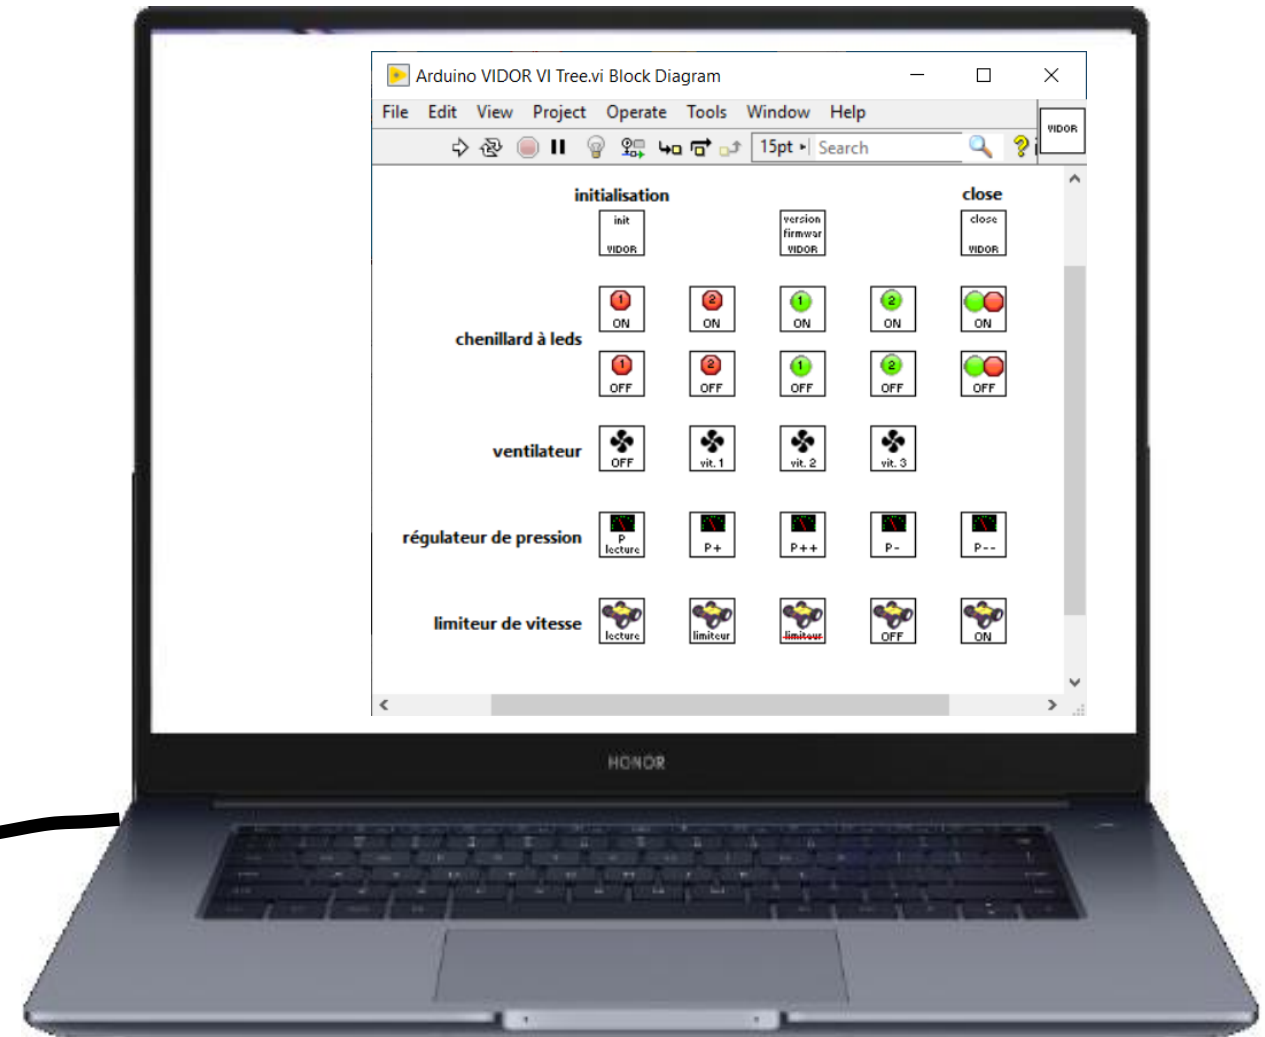 Arduino VIDOR VI Tree.vi Block Diagram
File Edit View Project Operate Tools Window Help
15pt Search
VIDOR
initialisation close
init version close
firmwar
VIDOR VIDOR VIDOR
1 2 1 2
ON ON ON ON ON
chenillard à leds
1 2 1 2
OFF OFF OFF OFF OFF
ventilateur
OFF vit. 1 vit. 2 vit. 3
régulateur de pression
P
lecture P+ P++ P- P--
limiteur de vitesse
lecture limiteur limiteur OFF ON
HONOR